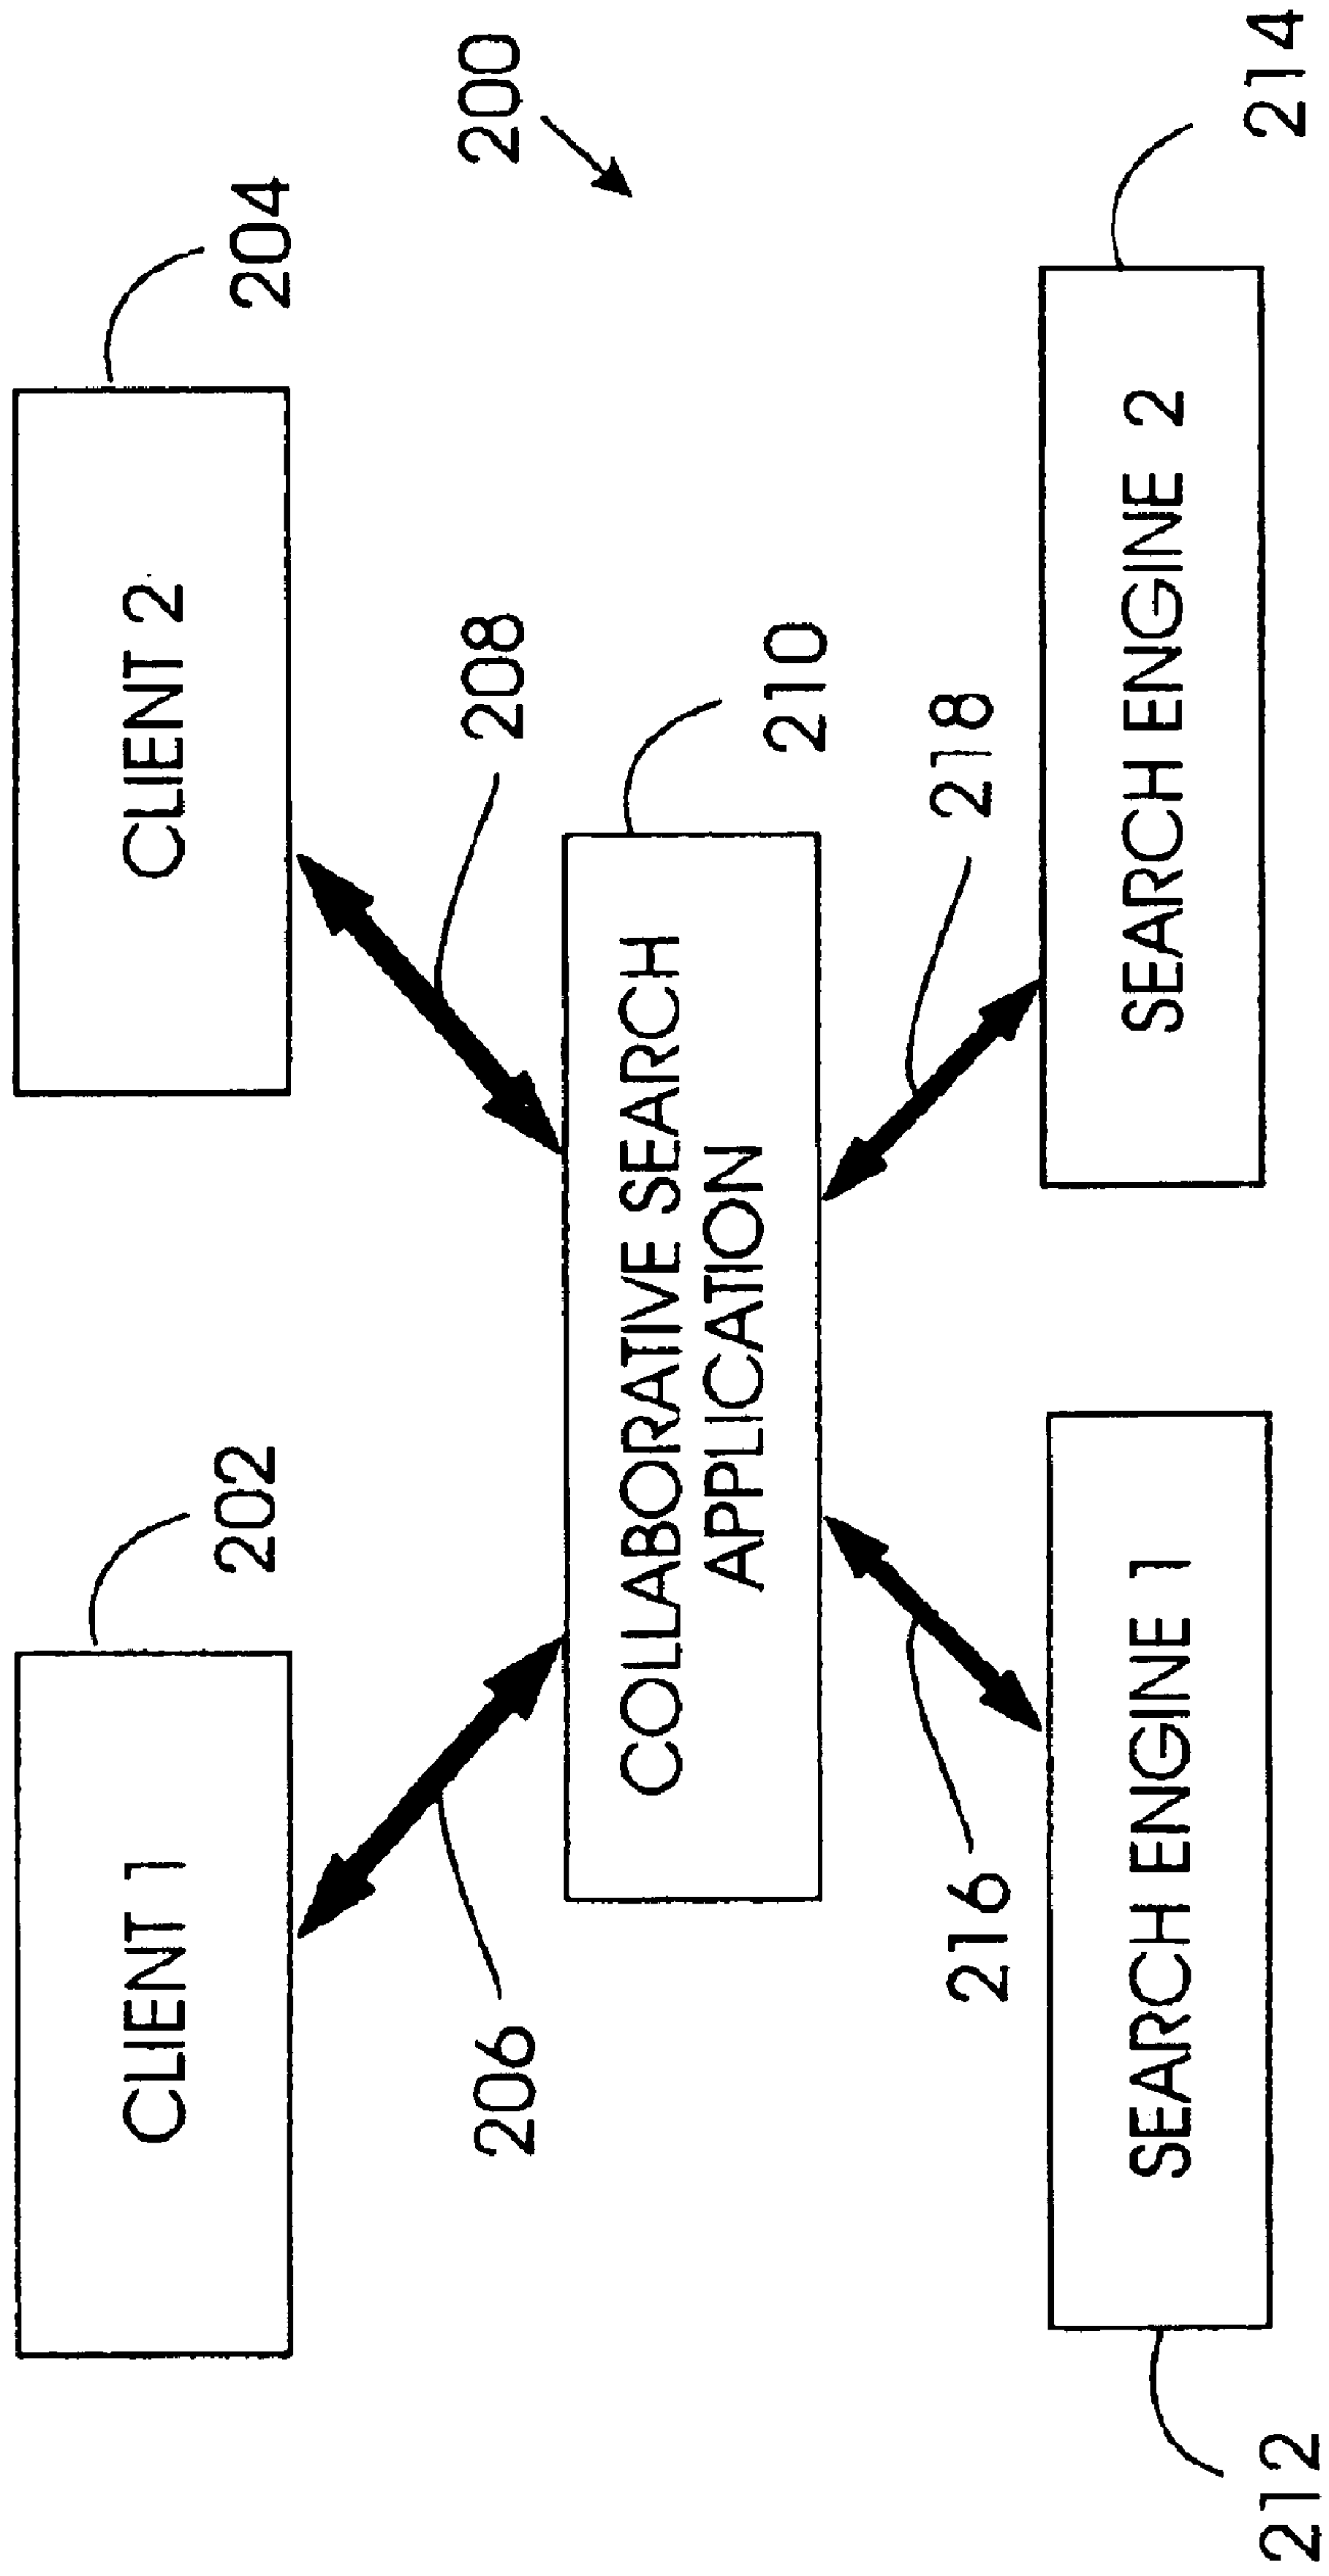 200
CLIENT 1
202
CLIENT 2
204
206
208
COLLABORATIVE SEARCH
APPLICATION
210
216
218
SEARCH ENGINE 1
212
SEARCH ENGINE 2
214